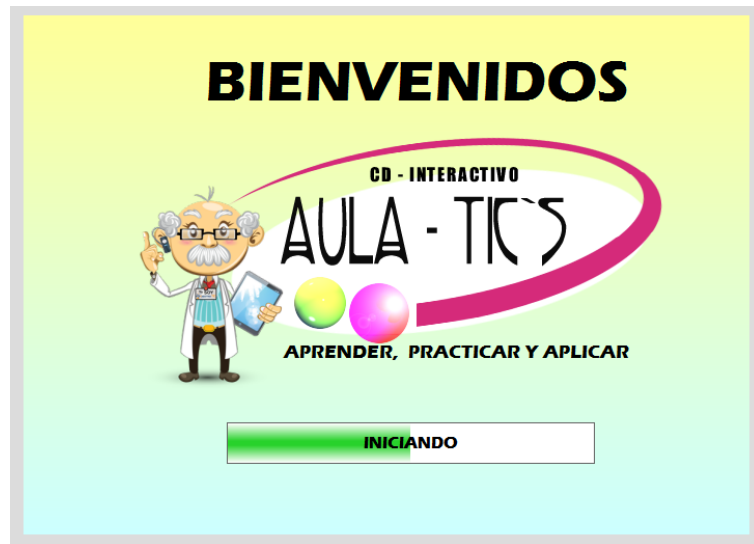 BIENVENIDOS
CD - INTERACTIVO
AULA - TIC`S
APRENDER, PRACTICAR Y APLICAR
INICIANDO